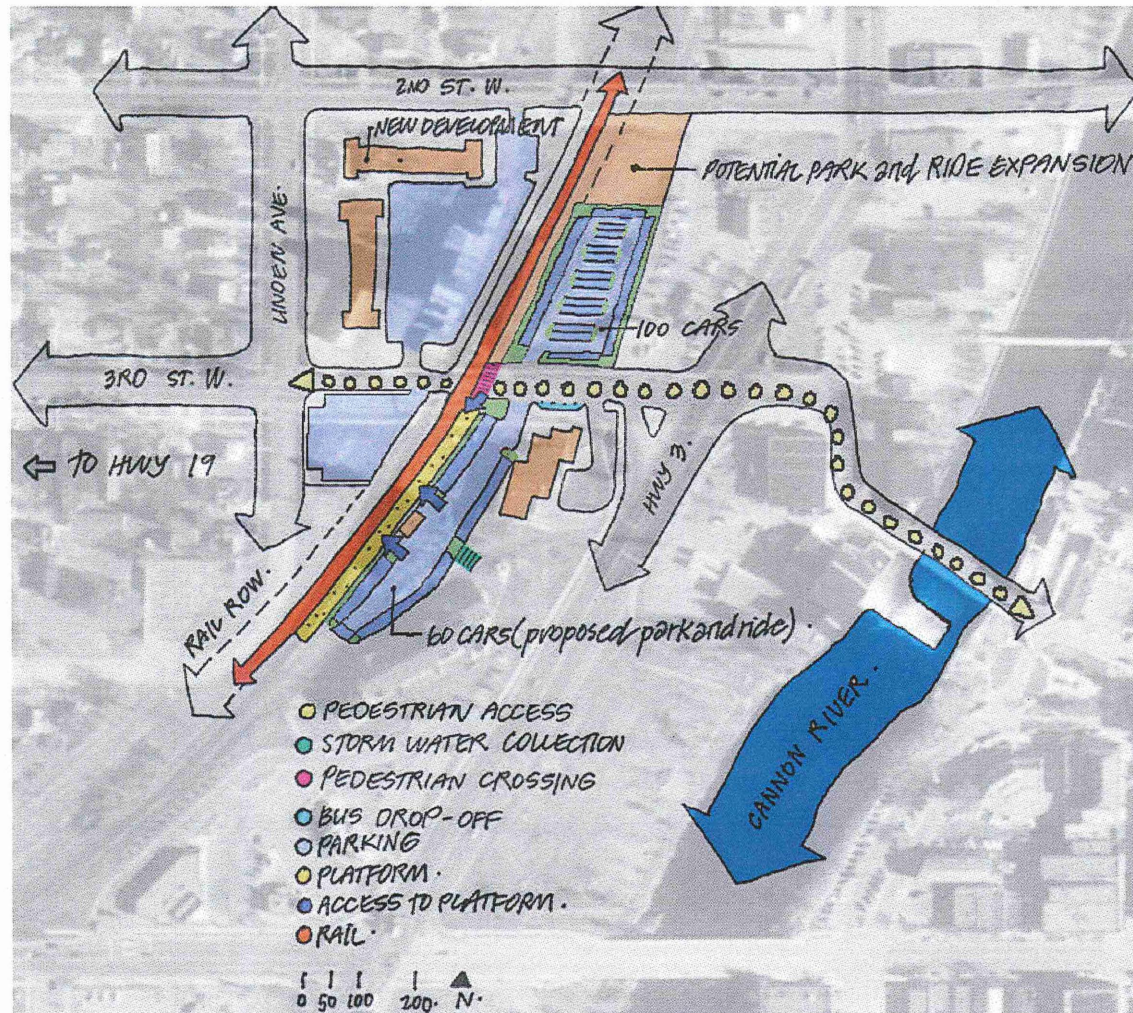 2ND ST. W.
NEW DEVELOPMENT
POTENTIAL PARK and RIDE EXPANSION
LINDEN AVE.
100 CARS
3RD ST. W.
← TO HWY 19
HWY 3.
RAIL ROW.
60 CARS (proposed park and ride).
CANNON RIVER.
PEDESTRIAN ACCESS
STORM WATER COLLECTION
PEDESTRIAN CROSSING
BUS DROP-OFF
PARKING
PLATFORM.
ACCESS TO PLATFORM.
RAIL.
0 50 100 200. N.